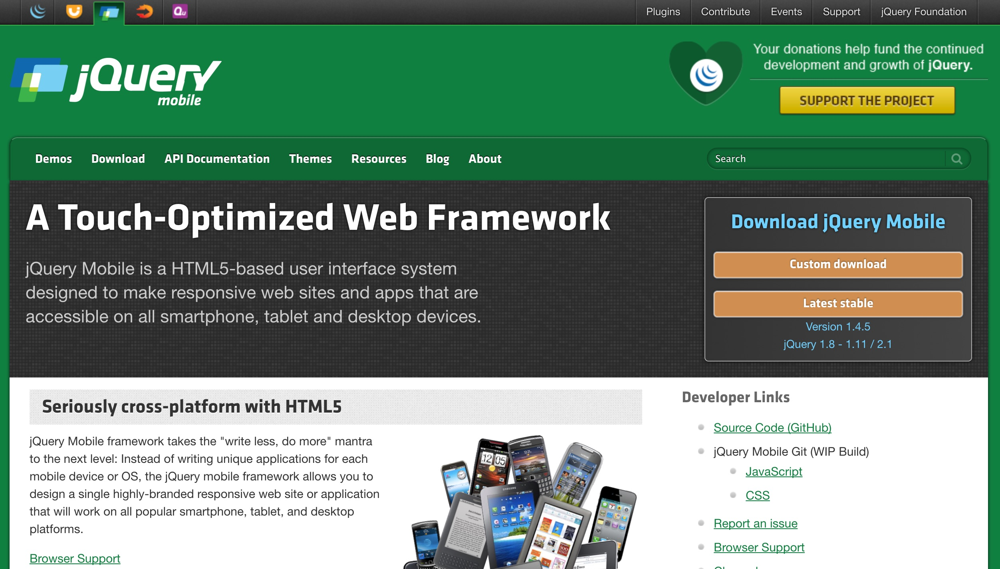 Plugins
Contribute
Events
Support
jQuery Foundation
jQuery
mobile
Your donations help fund the continued
development and growth of jQuery.
SUPPORT THE PROJECT
Demos
Download
API Documentation
Themes
Resources
Blog
About
Search
A Touch-Optimized Web Framework
jQuery Mobile is a HTML5-based user interface system
designed to make responsive web sites and apps that are
accessible on all smartphone, tablet and desktop devices.
Download jQuery Mobile
Custom download
Latest stable
Version 1.4.5
jQuery 1.8 - 1.11 / 2.1
Seriously cross-platform with HTML5
jQuery Mobile framework takes the "write less, do more" mantra
to the next level: Instead of writing unique applications for each
mobile device or OS, the jQuery mobile framework allows you to
design a single highly-branded responsive web site or application
that will work on all popular smartphone, tablet, and desktop
platforms.
Browser Support
12 05
SAMSUNG
Developer Links
Source Code (GitHub)
jQuery Mobile Git (WIP Build)
JavaScript
CSS
Report an issue
Browser Support